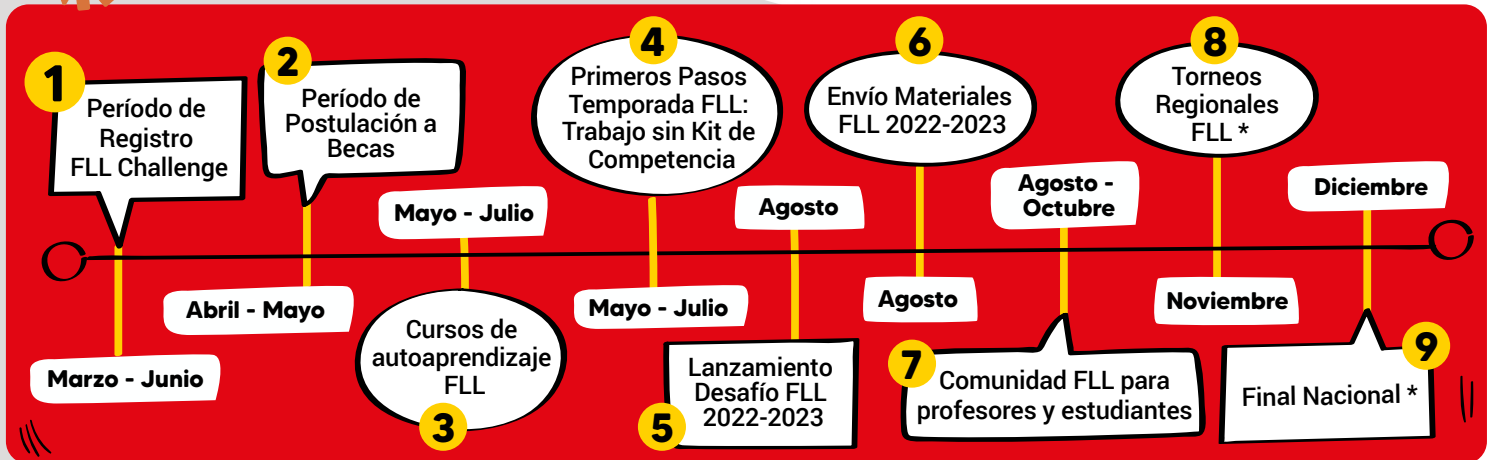 1
Período de
Registro
FLL Challenge
Marzo - Junio
2
Período de
Postulación a
Becas
Abril - Mayo
Mayo - Julio
Cursos de
autoaprendizaje
FLL
3
4
Primeros Pasos
Temporada FLL:
Trabajo sin Kit de
Competencia
Mayo - Julio
Agosto
Lanzamiento
Desafío FLL
2022-2023
5
6
Envío Materiales
FLL 2022-2023
Agosto
Agosto -
Octubre
7
Comunidad FLL para
profesores y estudiantes
8
Torneos
Regionales
FLL *
Noviembre
Diciembre
9
Final Nacional *